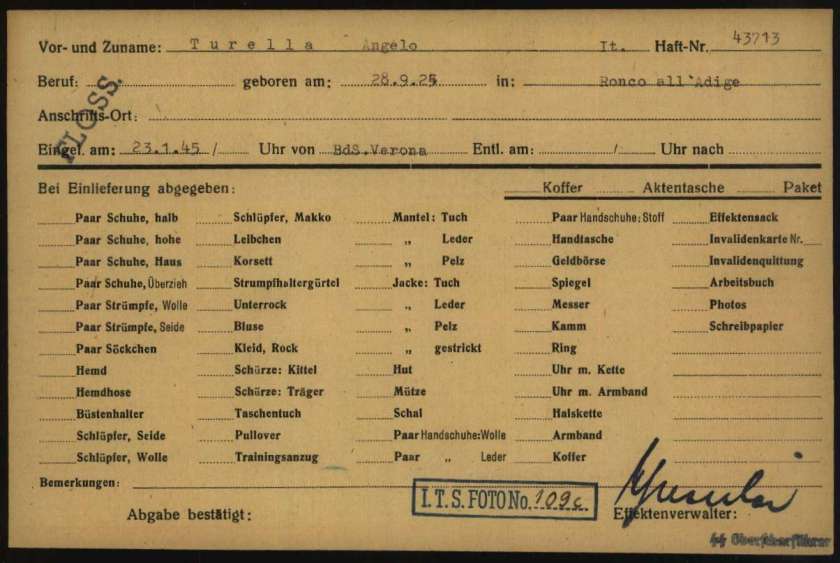 Vor- und Zuname: Turella Angelo It. Haft-Nr. 43713
Beruf: geboren am: 28.9.25 in: Ronco all'Adige
FLOSS.
Anschrifts-Ort:
Eingel. am: 23.1.45 / Uhr von BdS.Verona Entl. am: / Uhr nach
Bei Einlieferung abgegeben: Koffer Aktentasche Paket
Paar Schuhe, halb Schlüpfer, Makko Mantel: Tuch Paar Handschuhe: Stoff Effektensack
Paar Schuhe, hohe Leibchen „ Leder Handtasche Invalidenkarte Nr.
Paar Schuhe, Haus Korsett „ Pelz Geldbörse Invalidenquittung
Paar Schuhe, Überzieh Strumpfhaltergürtel Jacke: Tuch Spiegel Arbeitsbuch
Paar Strümpfe, Wolle Unterrock „ Leder Messer Photos
Paar Strümpfe, Seide Bluse „ Pelz Kamm Schreibpapier
Paar Söckchen Kleid, Rock „ gestrickt Ring
Hemd Schürze: Kittel Hut Uhr m. Kette
Hemdhose Schürze: Träger Mütze Uhr m. Armband
Büstenhalter Taschentuch Schal Halskette
Schlüpfer, Seide Pullover Paar Handschuhe: Wolle Armband
Schlüpfer, Wolle Trainingsanzug Paar „ Leder Koffer
Bemerkungen:
I.T.S. FOTO No. 109c
Abgabe bestätigt: Effektenverwalter:
SS Oberscharführer